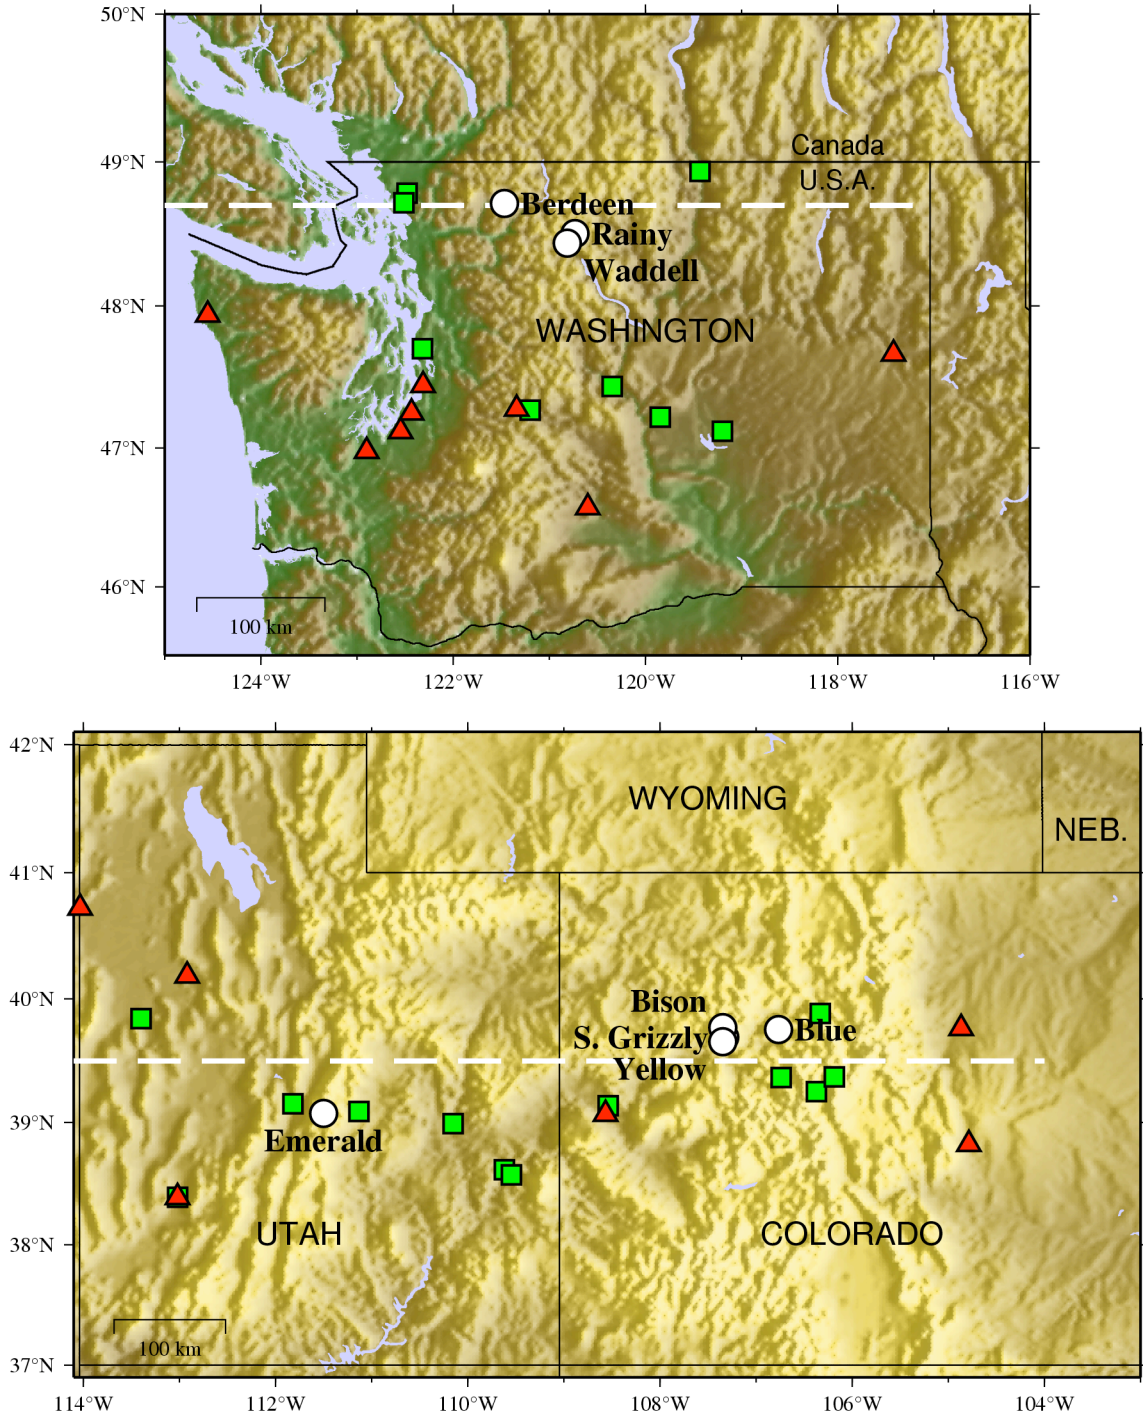 50°N
49°N
48°N
47°N
46°N
Canada
U.S.A.
Berdeen
Rainy
Waddell
WASHINGTON
100 km
124°W 122°W 120°W 118°W 116°W
42°N
41°N
40°N
39°N
38°N
37°N
WYOMING
NEB.
Bison
S. Grizzly
Blue
Yellow
Emerald
UTAH
COLORADO
100 km
114°W 112°W 110°W 108°W 106°W 104°W